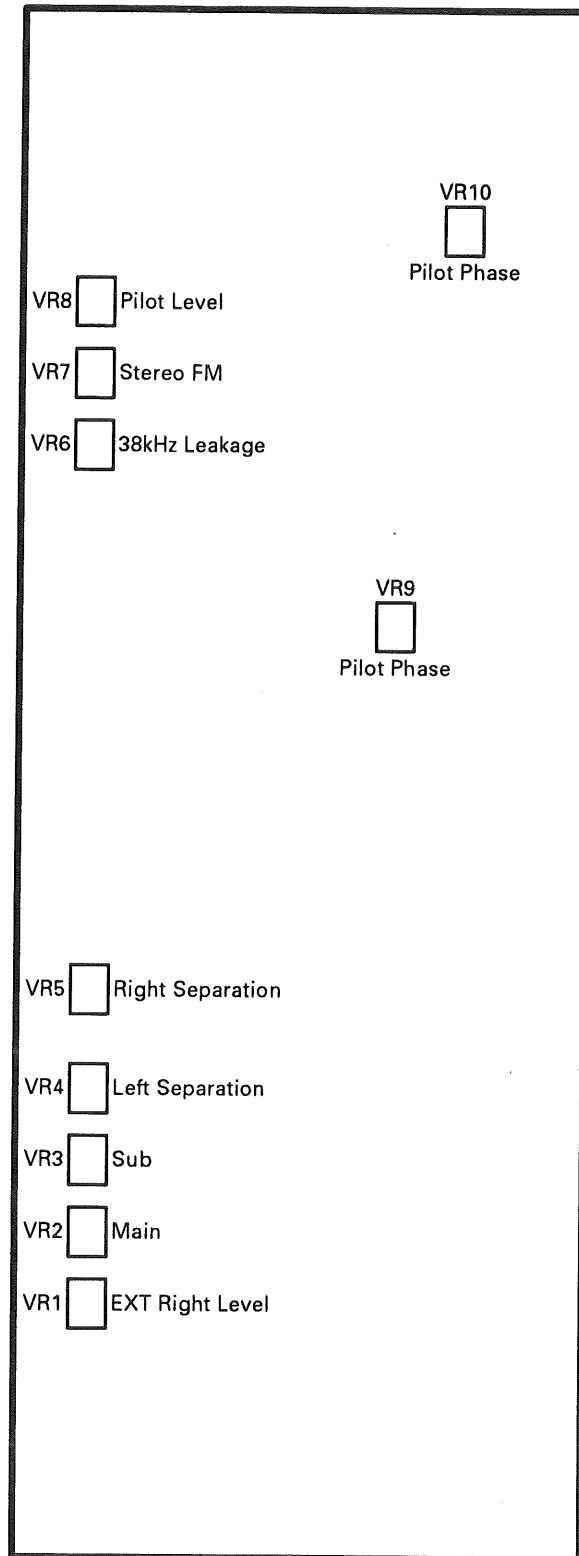 VR10
Pilot Phase
VR8 Pilot Level
VR7 Stereo FM
VR6 38kHz Leakage
VR9
Pilot Phase
VR5 Right Separation
VR4 Left Separation
VR3 Sub
VR2 Main
VR1 EXT Right Level